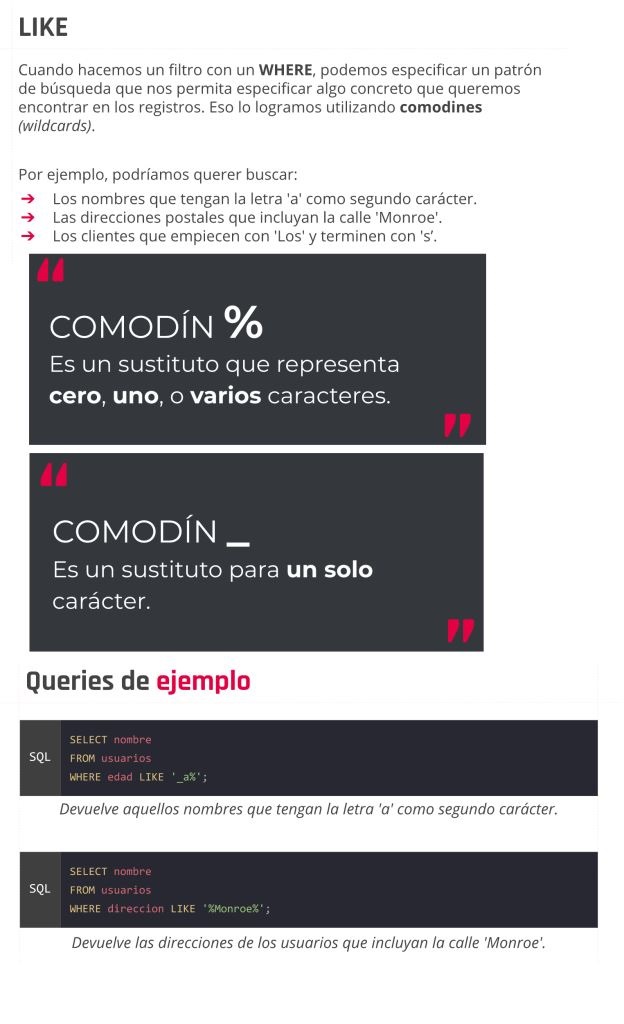 LIKE
Cuando hacemos un filtro con un WHERE, podemos especificar un patrón
de búsqueda que nos permita especificar algo concreto que queremos
encontrar en los registros. Eso lo logramos utilizando comodines
(wildcards).
Por ejemplo, podríamos querer buscar:
➔ Los nombres que tengan la letra 'a' como segundo carácter.
➔ Las direcciones postales que incluyan la calle 'Monroe'.
➔ Los clientes que empiecen con 'Los' y terminen con 's’.
“
COMODÍN %
Es un sustituto que representa
cero, uno, o varios caracteres.
”
“
COMODÍN _
Es un sustituto para un solo
carácter.
”
Queries de ejemplo
SELECT nombre
SQL FROM usuarios
WHERE edad LIKE '_a%';
Devuelve aquellos nombres que tengan la letra 'a' como segundo carácter.
SELECT nombre
SQL FROM usuarios
WHERE direccion LIKE '%Monroe%';
Devuelve las direcciones de los usuarios que incluyan la calle 'Monroe'.